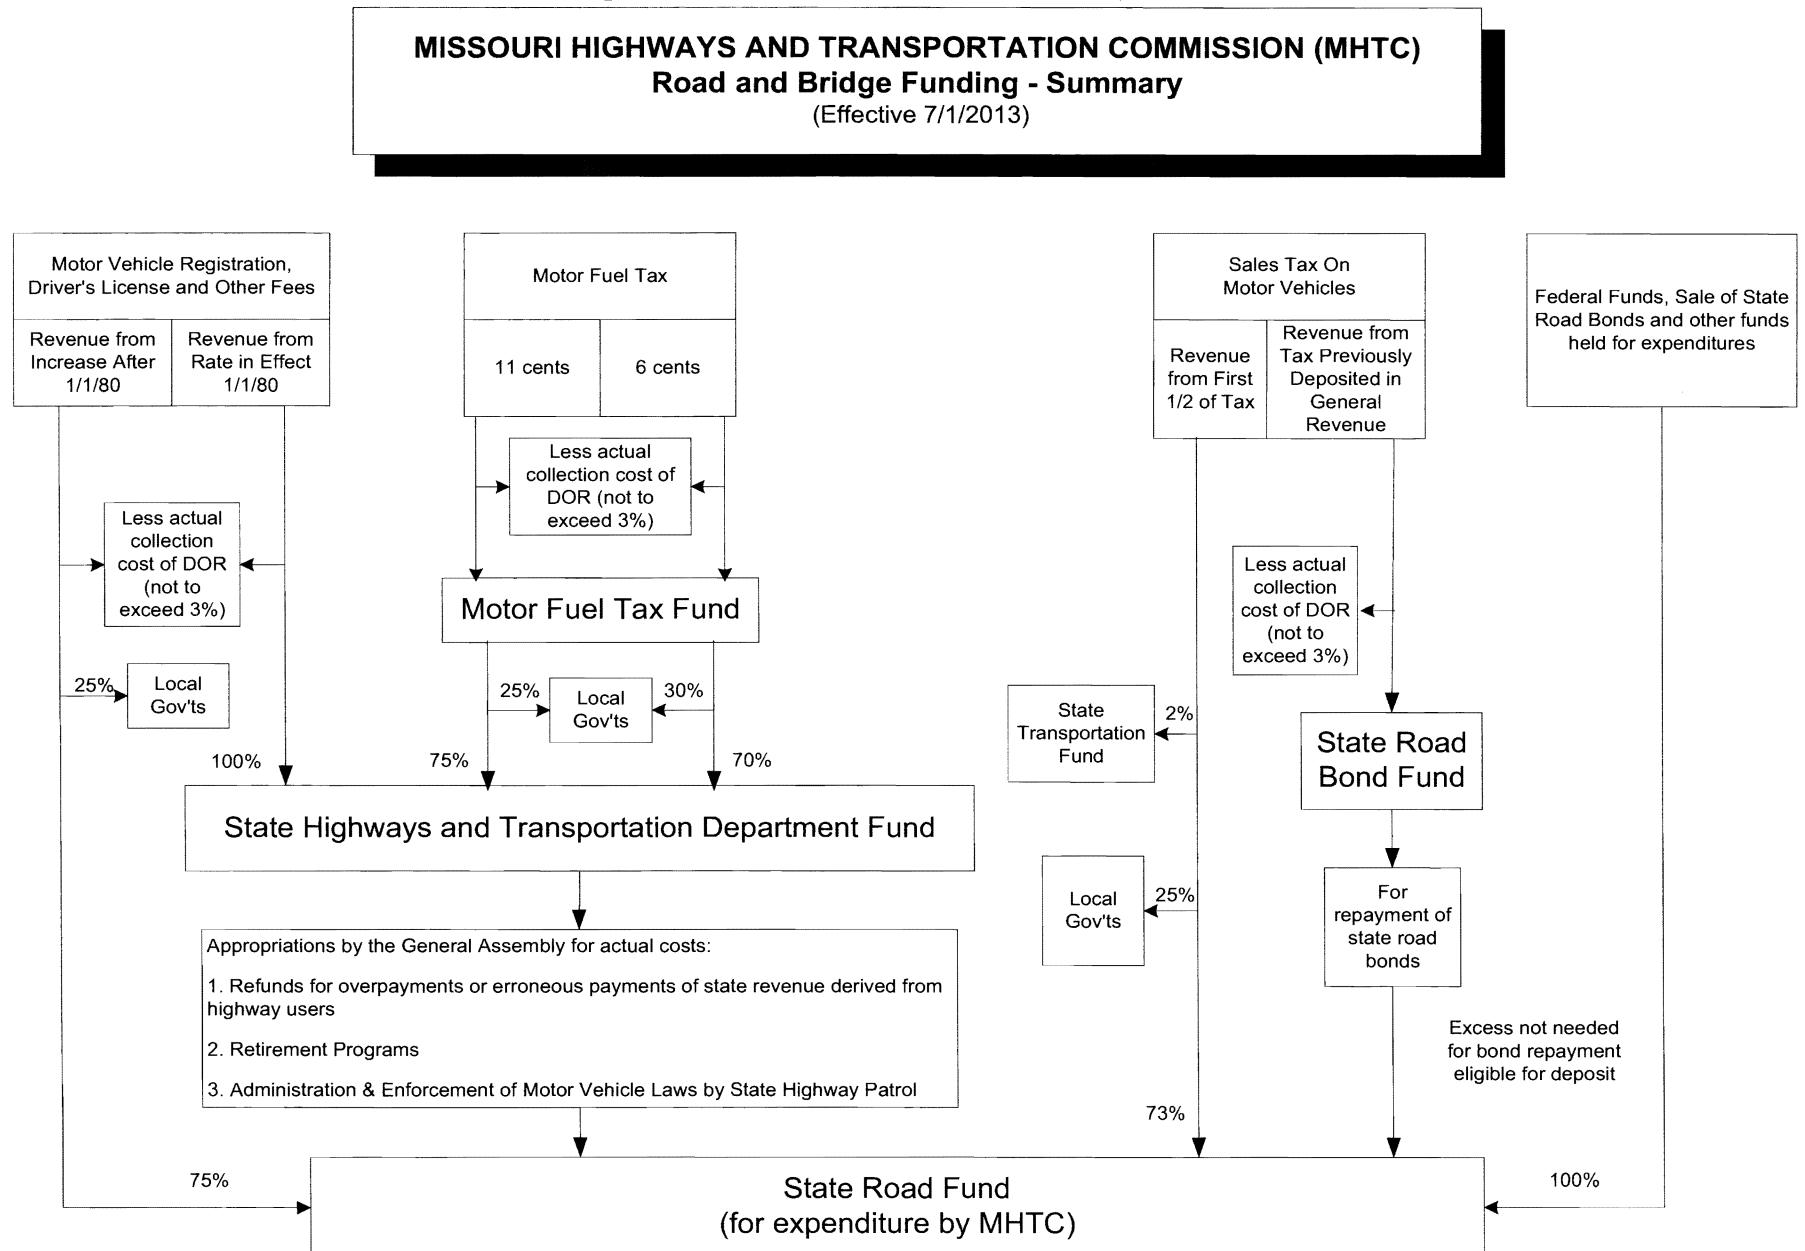 MISSOURI HIGHWAYS AND TRANSPORTATION COMMISSION (MHTC)
Road and Bridge Funding - Summary
(Effective 7/1/2013)
Motor Vehicle Registration,
Driver's License and Other Fees
Revenue from
Increase After
1/1/80
Revenue from
Rate in Effect
1/1/80
Motor Fuel Tax
11 cents
6 cents
Sales Tax On
Motor Vehicles
Revenue
from First
1/2 of Tax
Revenue from
Tax Previously
Deposited in
General
Revenue
Federal Funds, Sale of State
Road Bonds and other funds
held for expenditures
Less actual
collection
cost of DOR
(not to
exceed 3%)
Less actual
collection cost of
DOR (not to
exceed 3%)
Less actual
collection
cost of DOR
(not to
exceed 3%)
Motor Fuel Tax Fund
25%
Local
Gov'ts
25%
Local
Gov'ts
30%
State
Transportation
Fund
2%
State Road
Bond Fund
100%
75%
70%
State Highways and Transportation Department Fund
Local
Gov'ts
25%
For
repayment of
state road
bonds
Appropriations by the General Assembly for actual costs:
1. Refunds for overpayments or erroneous payments of state revenue derived from
highway users
2. Retirement Programs
3. Administration & Enforcement of Motor Vehicle Laws by State Highway Patrol
Excess not needed
for bond repayment
eligible for deposit
73%
75%
100%
State Road Fund
(for expenditure by MHTC)